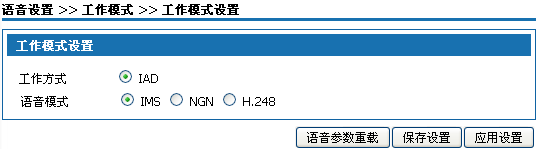 语音设置 >> 工作模式 >> 工作模式设置
工作模式设置
工作方式 IAD
语音模式 IMS NGN H.248
语音参数重载 保存设置 应用设置